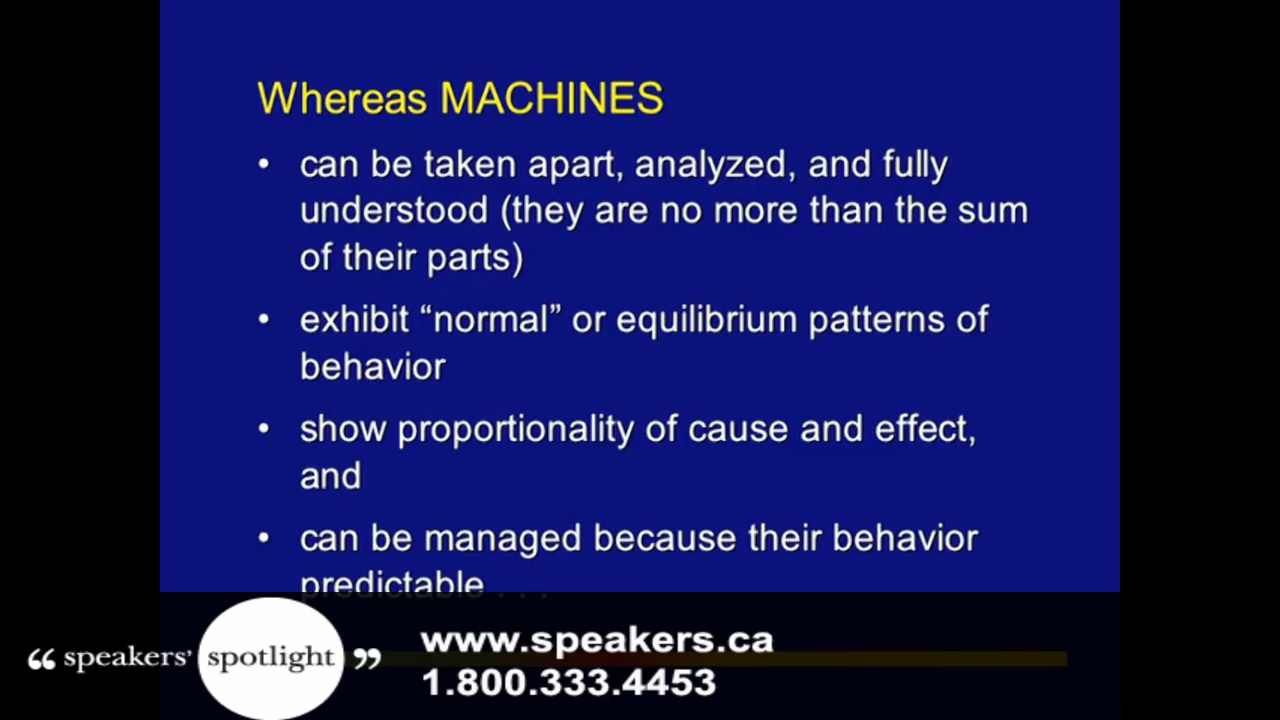 Whereas MACHINES
• can be taken apart, analyzed, and fully
understood (they are no more than the sum
of their parts)
• exhibit “normal” or equilibrium patterns of
behavior
• show proportionality of cause and effect,
and
• can be managed because their behavior
predictable . . .
“ speakers’ spotlight ”
www.speakers.ca
1.800.333.4453